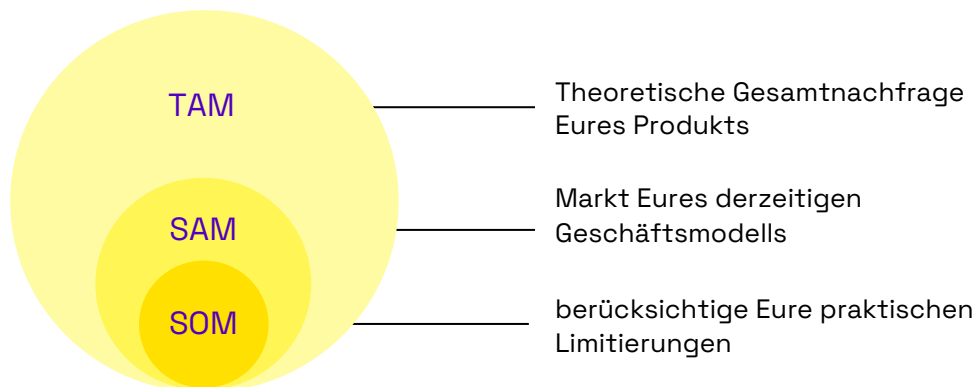 TAM
Theoretische Gesamtnachfrage
Eures Produkts
SAM
Markt Eures derzeitigen
Geschäftsmodells
SOM
berücksichtige Eure praktischen
Limitierungen